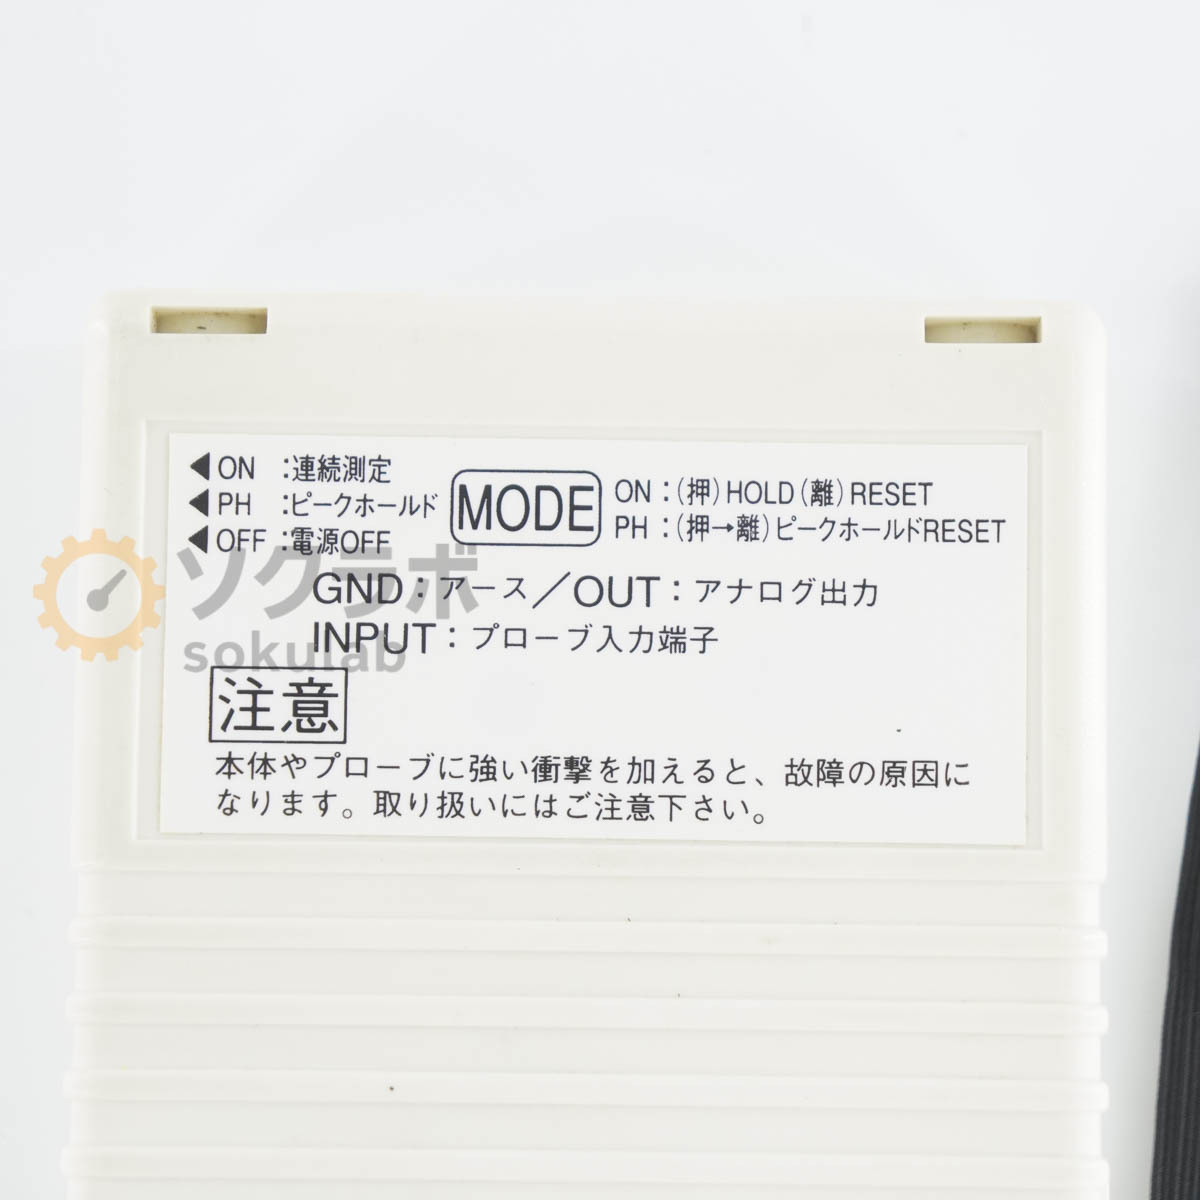 ◀ON :連続測定
◀PH :ピークホールド
◀OFF :電源OFF
MODE
ON:(押)HOLD(離)RESET
PH:(押→離)ピークホールドRESET
GND:アース/OUT:アナログ出力
INPUT:プローブ入力端子
ソクラボ
sokulab
注意
本体やプローブに強い衝撃を加えると、故障の原因に
なります。取り扱いにはご注意下さい。